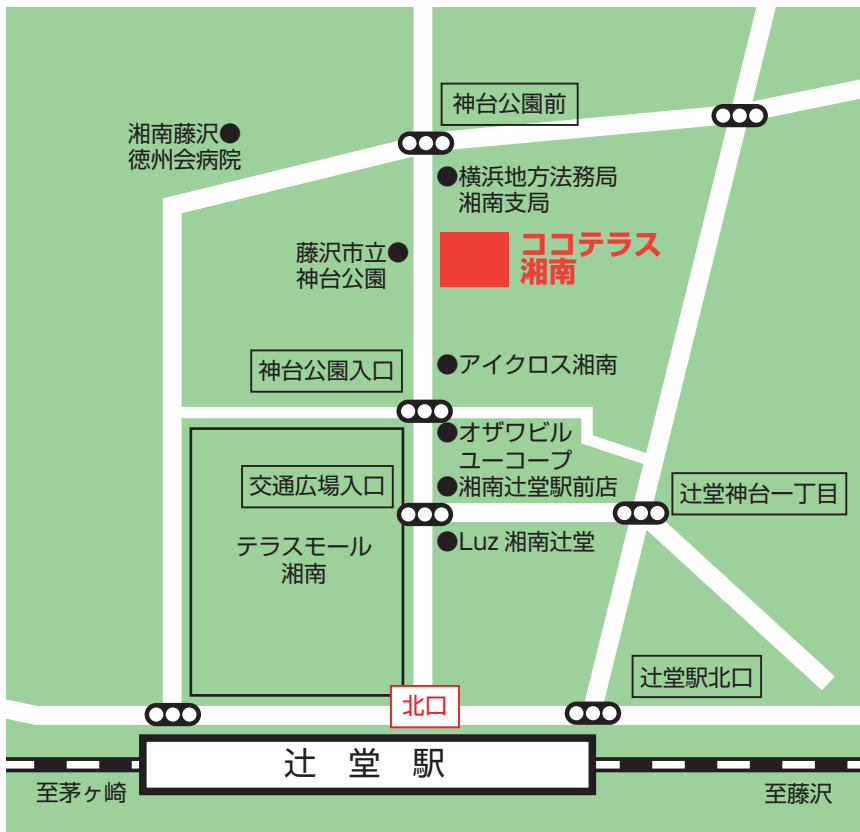 神台公園前
湘南藤沢●
徳州会病院
●横浜地方法務局
湘南支局
ココテラス
湘南
藤沢市立●
神台公園
●アイクロス湘南
神台公園入口
●オザワビル
ユーコープ
●湘南辻堂駅前店
交通広場入口
辻堂神台一丁目
●Luz 湘南辻堂
テラスモール
湘南
辻堂駅北口
北口
辻堂駅
至茅ヶ崎
至藤沢